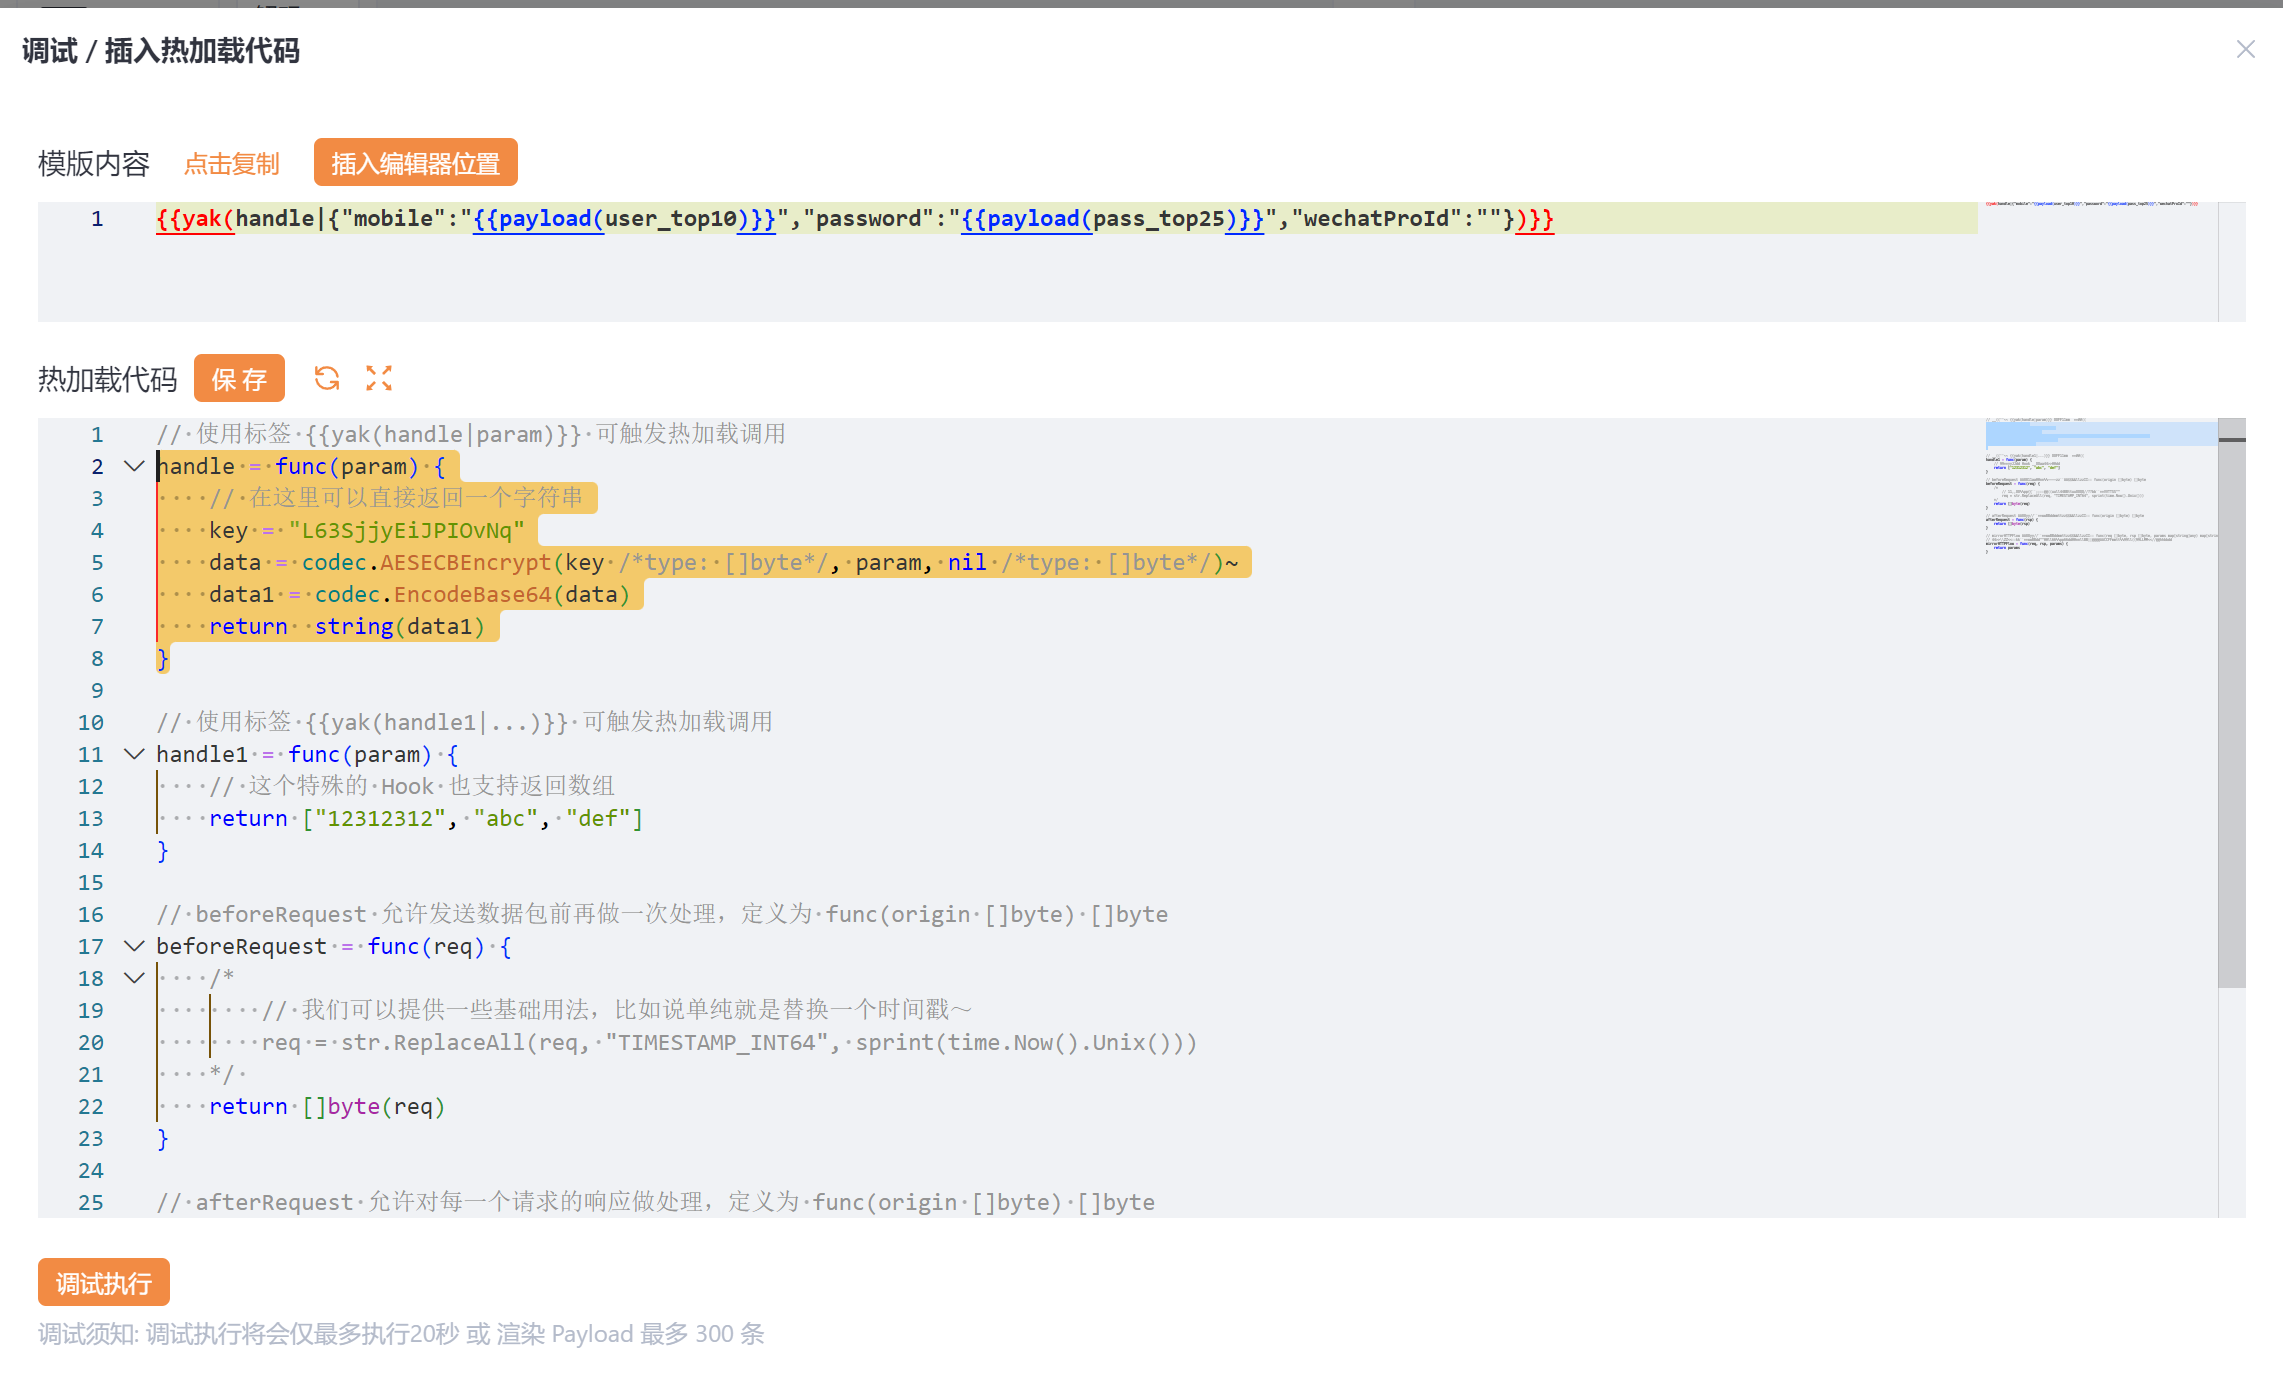 调试 / 插入热加载代码
模版内容 点击复制 插入编辑器位置
1 {{yak(handle|{"mobile":"{{payload(user_top10)}}","password":"{{payload(pass_top25)}}","wechatProId":""})}}
热加载代码 保 存
1 // 使用标签 {{yak(handle|param)}} 可触发热加载调用
2 handle = func(param) {
3     // 在这里可以直接返回一个字符串
4     key = "L63SjjyEiJPIOvNq"
5     data = codec.AESECBEncrypt(key /*type: []byte*/, param, nil /*type: []byte*/)~
6     data1 = codec.EncodeBase64(data)
7     return  string(data1)
8 }
9
10 // 使用标签 {{yak(handle1|...)}} 可触发热加载调用
11 handle1 = func(param) {
12     // 这个特殊的 Hook 也支持返回数组
13     return ["12312312", "abc", "def"]
14 }
15
16 // beforeRequest 允许发送数据包前再做一次处理，定义为 func(origin []byte) []byte
17 beforeRequest = func(req) {
18     /*
19         // 我们可以提供一些基础用法，比如说单纯就是替换一个时间戳～
20         req = str.ReplaceAll(req, "TIMESTAMP_INT64", sprint(time.Now().Unix()))
21     */
22     return []byte(req)
23 }
24
25 // afterRequest 允许对每一个请求的响应做处理，定义为 func(origin []byte) []byte
调试执行
调试须知: 调试执行将会仅最多执行20秒 或 渲染 Payload 最多 300 条